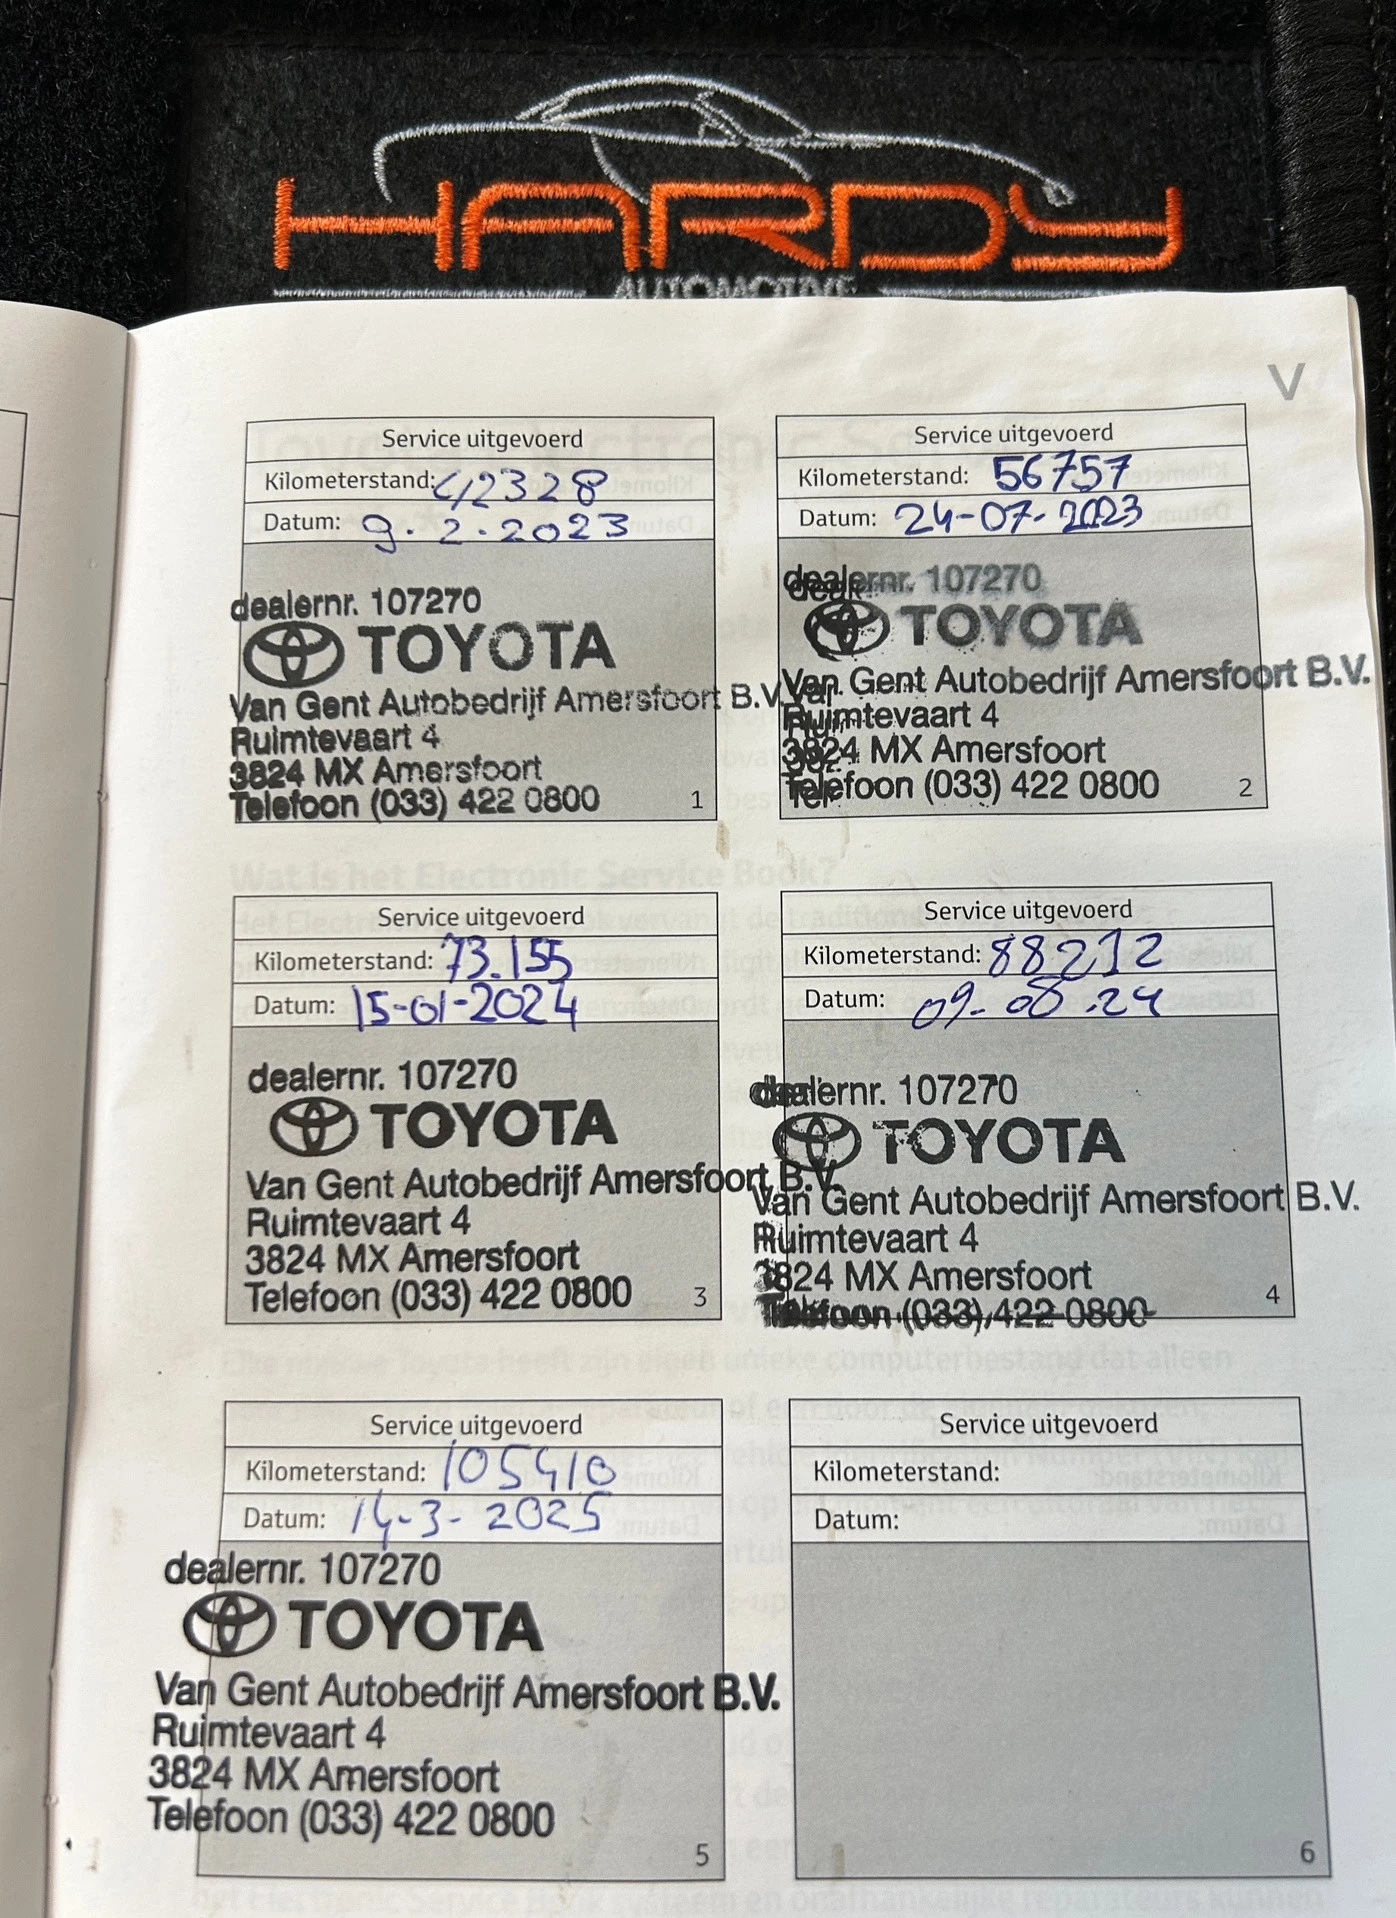 HARDY
AUTOMOTIVE
V
Service uitgevoerd
Kilometerstand: 42328
Datum: 9-2-2023
dealernr. 107270
TOYOTA
Van Gent Autobedrijf Amersfoort B.V.
Ruimtevaart 4
3824 MX Amersfoort
Telefoon (033) 422 0800
1
Service uitgevoerd
Kilometerstand: 56757
Datum: 24-07-2023
dealernr. 107270
TOYOTA
Van Gent Autobedrijf Amersfoort B.V.
Ruimtevaart 4
3824 MX Amersfoort
Telefoon (033) 422 0800
2
Service uitgevoerd
Kilometerstand: 73.155
Datum: 15-01-2024
dealernr. 107270
TOYOTA
Van Gent Autobedrijf Amersfoort B.V.
Ruimtevaart 4
3824 MX Amersfoort
Telefoon (033) 422 0800
3
Service uitgevoerd
Kilometerstand: 88212
Datum: 09-08-24
dealernr. 107270
TOYOTA
Van Gent Autobedrijf Amersfoort B.V.
Ruimtevaart 4
3824 MX Amersfoort
Telefoon (033) 422 0800
4
Service uitgevoerd
Kilometerstand: 105410
Datum: 14-3-2025
dealernr. 107270
TOYOTA
Van Gent Autobedrijf Amersfoort B.V.
Ruimtevaart 4
3824 MX Amersfoort
Telefoon (033) 422 0800
5
Service uitgevoerd
Kilometerstand:
Datum:
6